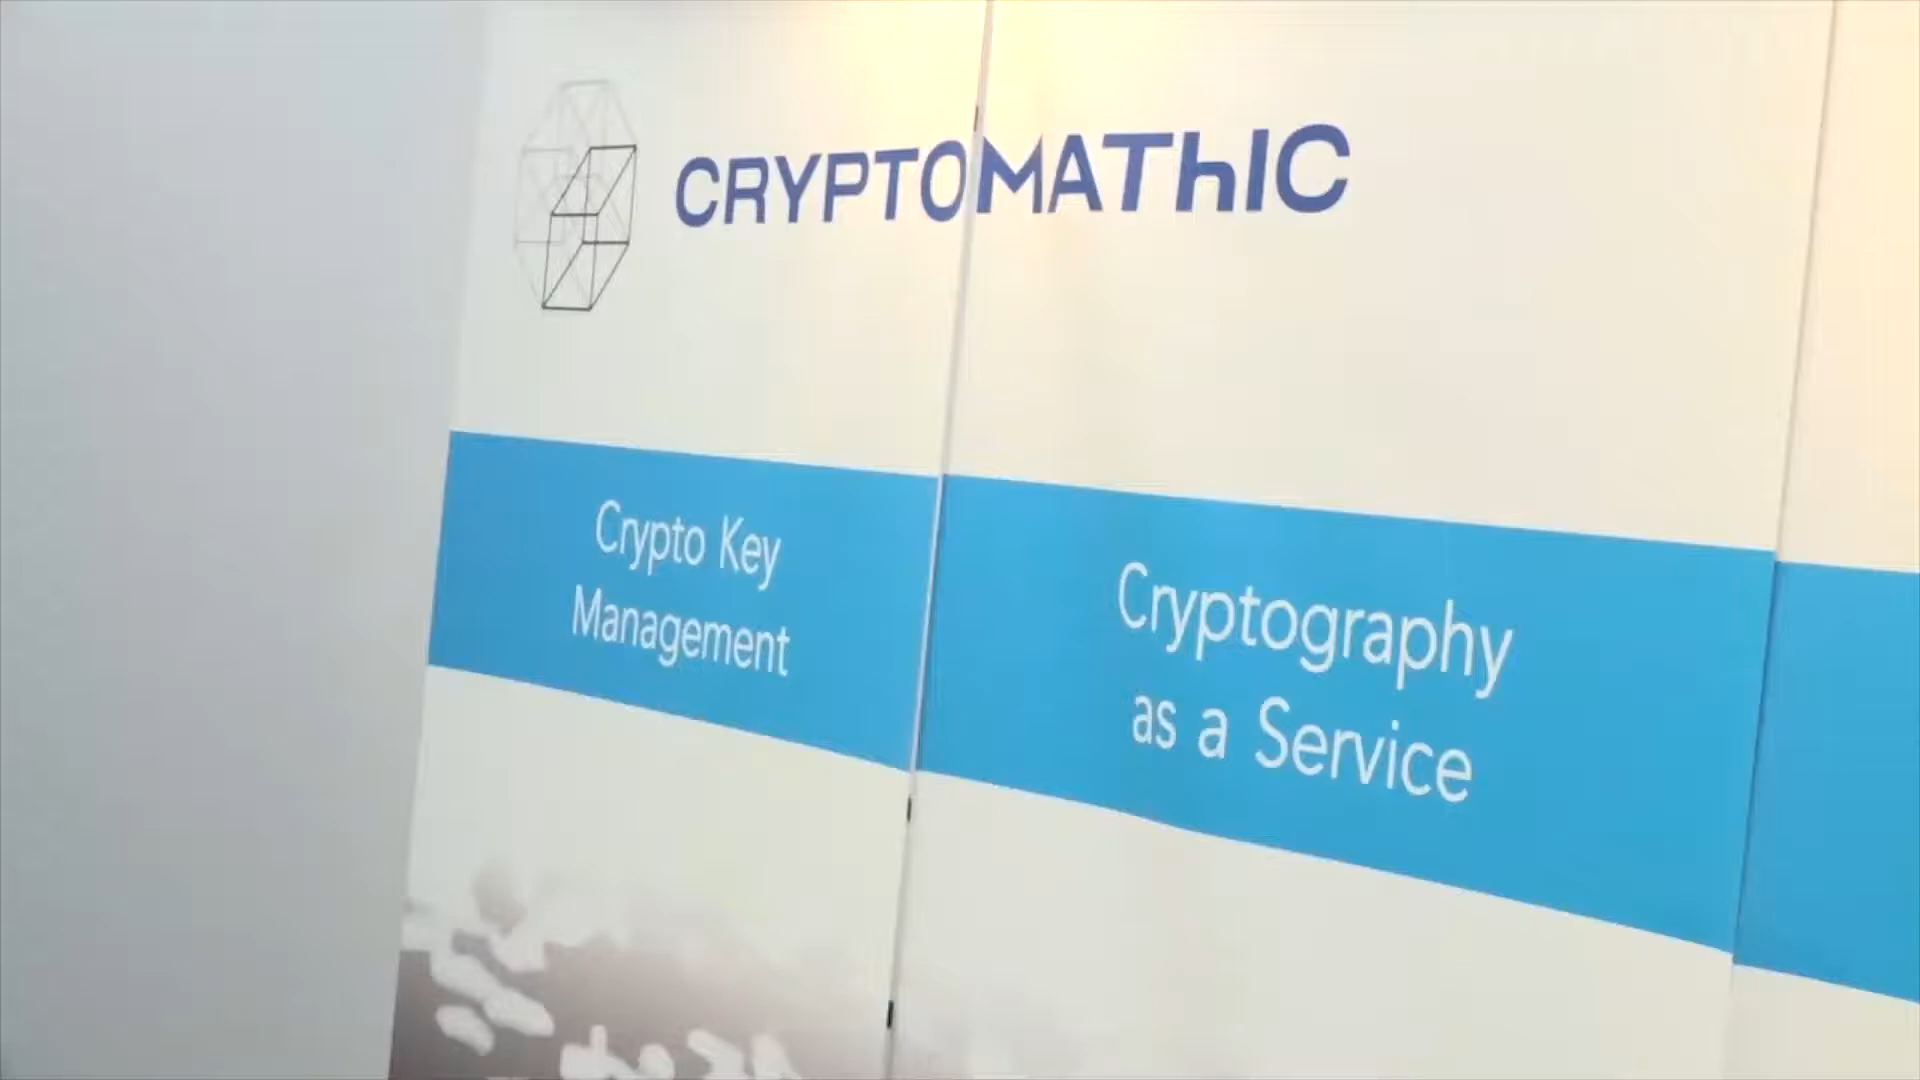 CRYPTOMAThIC
Crypto Key
Management
Cryptography
as a Service